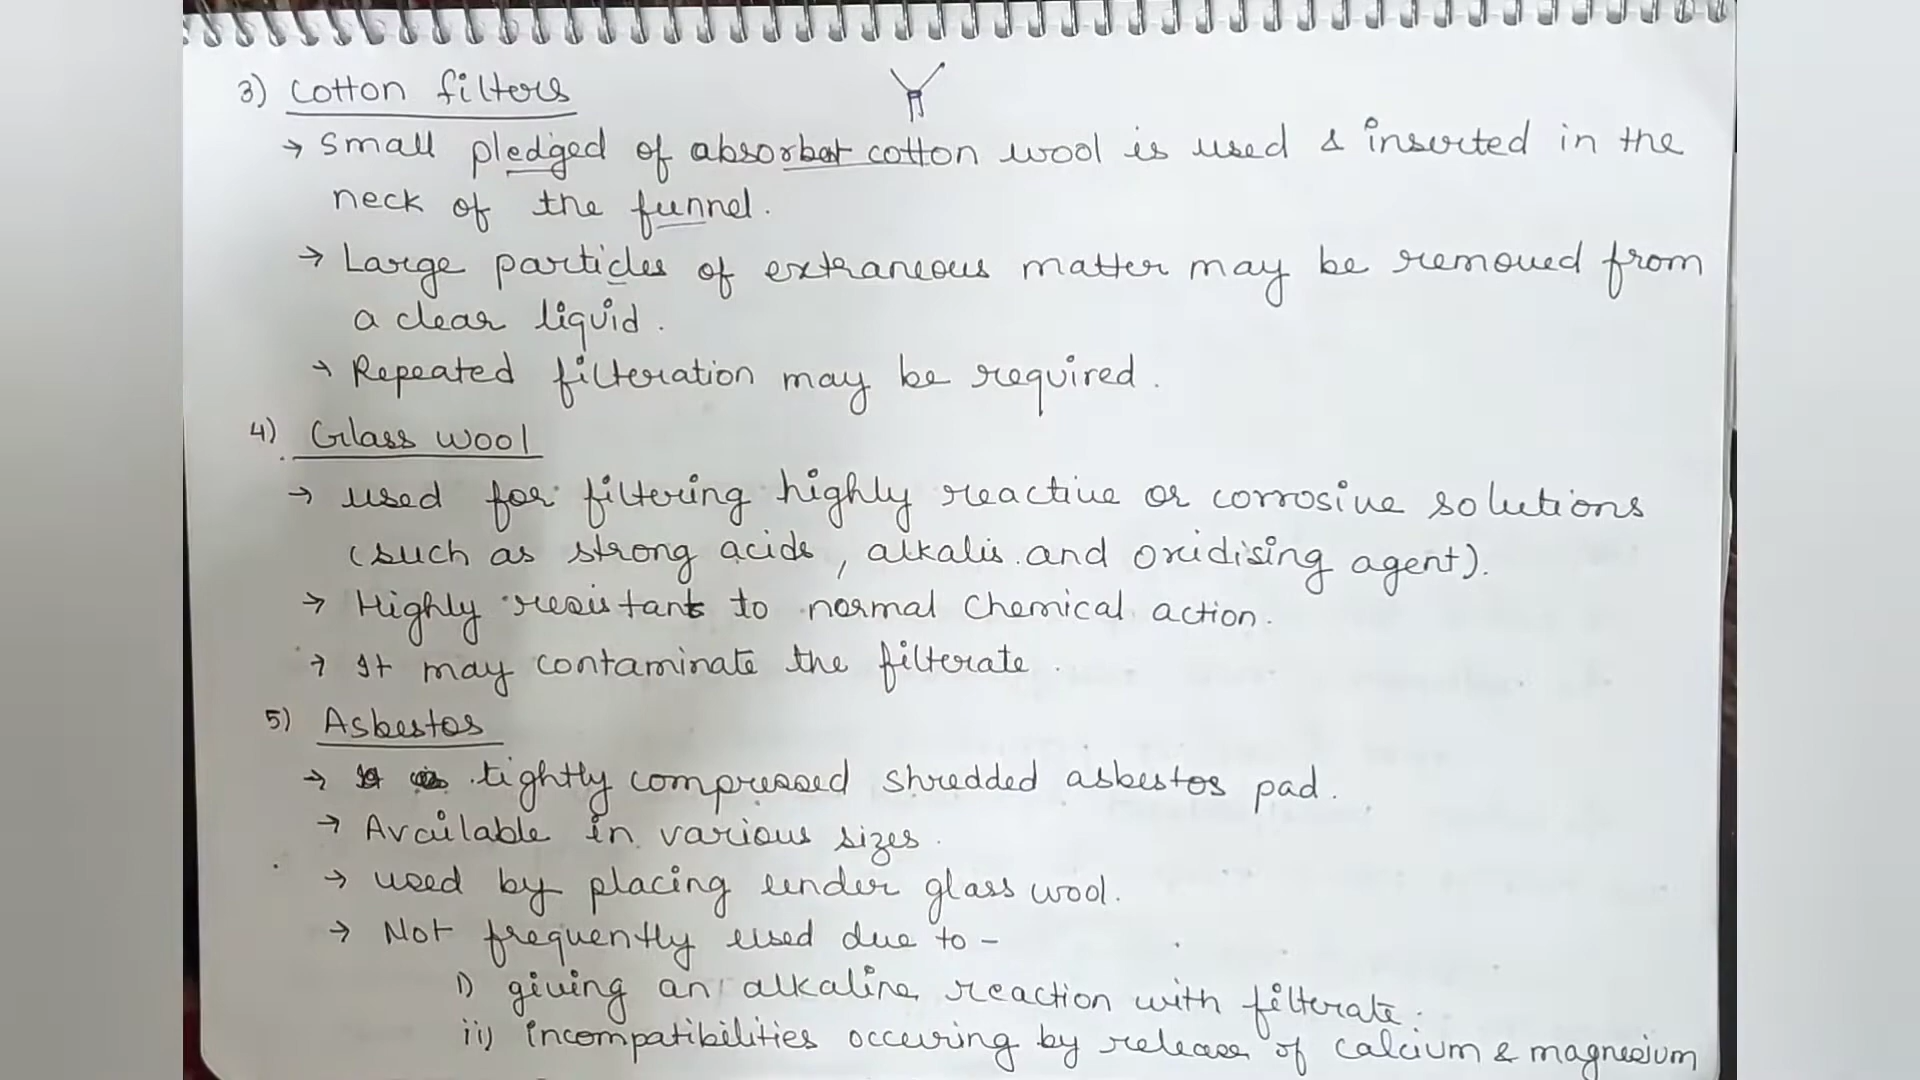 3) Cotton filters
→ Small pledged of absorbat cotton wool is used & inserted in the
neck of the funnel.
→ Large particles of extraneous matter may be removed from
a clear liquid.
→ Repeated filteration may be required.
4) Glass wool
→ used for filtering highly reactive or corrosive solutions
(such as strong acids, alkalis and oxidising agent).
→ Highly resistant to normal chemical action.
→ It may contaminate the filterate.
5) Asbestos
→ tightly compressed shredded asbestos pad.
→ Available in various sizes.
→ used by placing under glass wool.
→ Not frequently used due to -
i) giving an alkaline reaction with filterate.
ii) incompatibilities occuring by release of calcium & magnesium